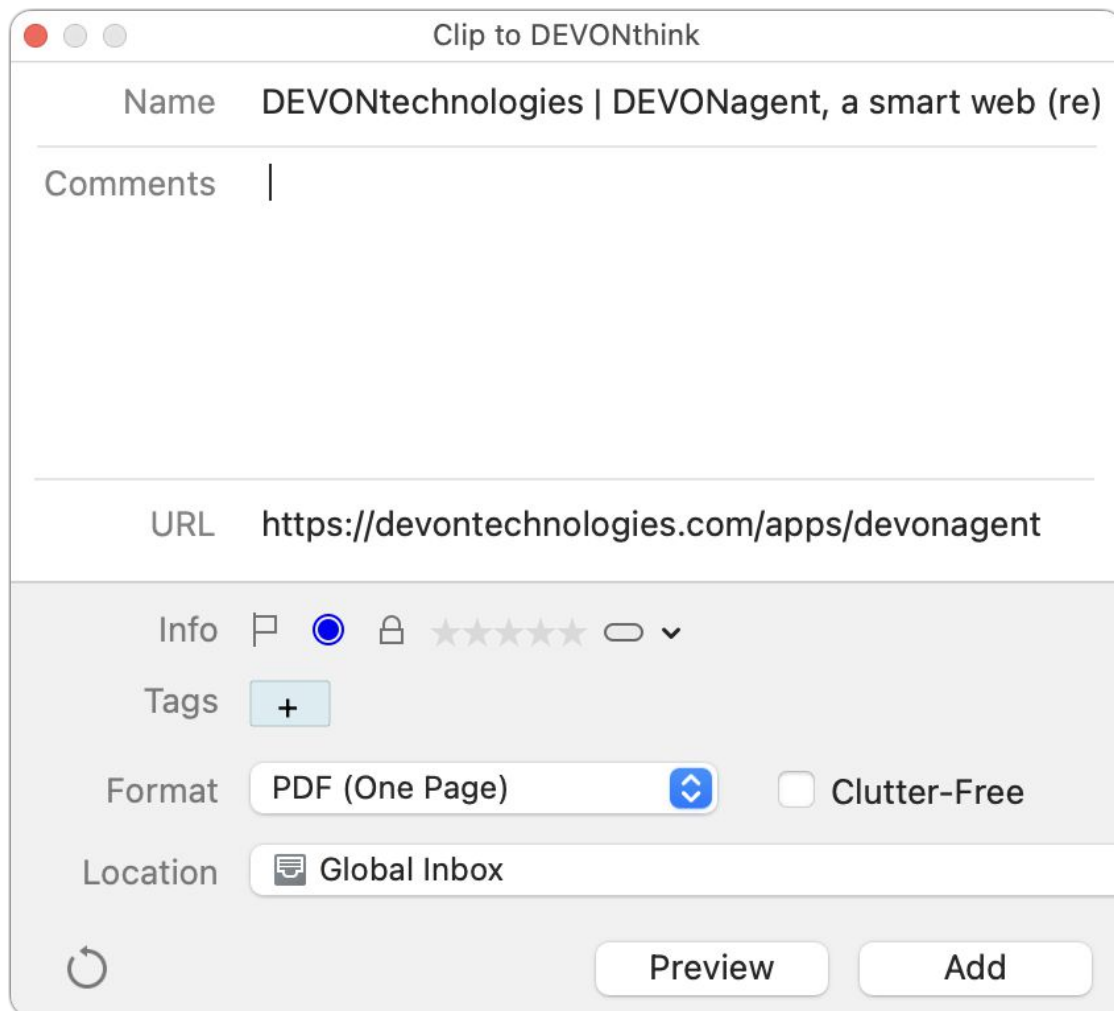 Clip to DEVONthink
Name DEVONtechnologies | DEVONagent, a smart web (re)
Comments
URL https://devontechnologies.com/apps/devonagent
Info
Tags +
Format PDF (One Page) Clutter-Free
Location Global Inbox
Preview Add